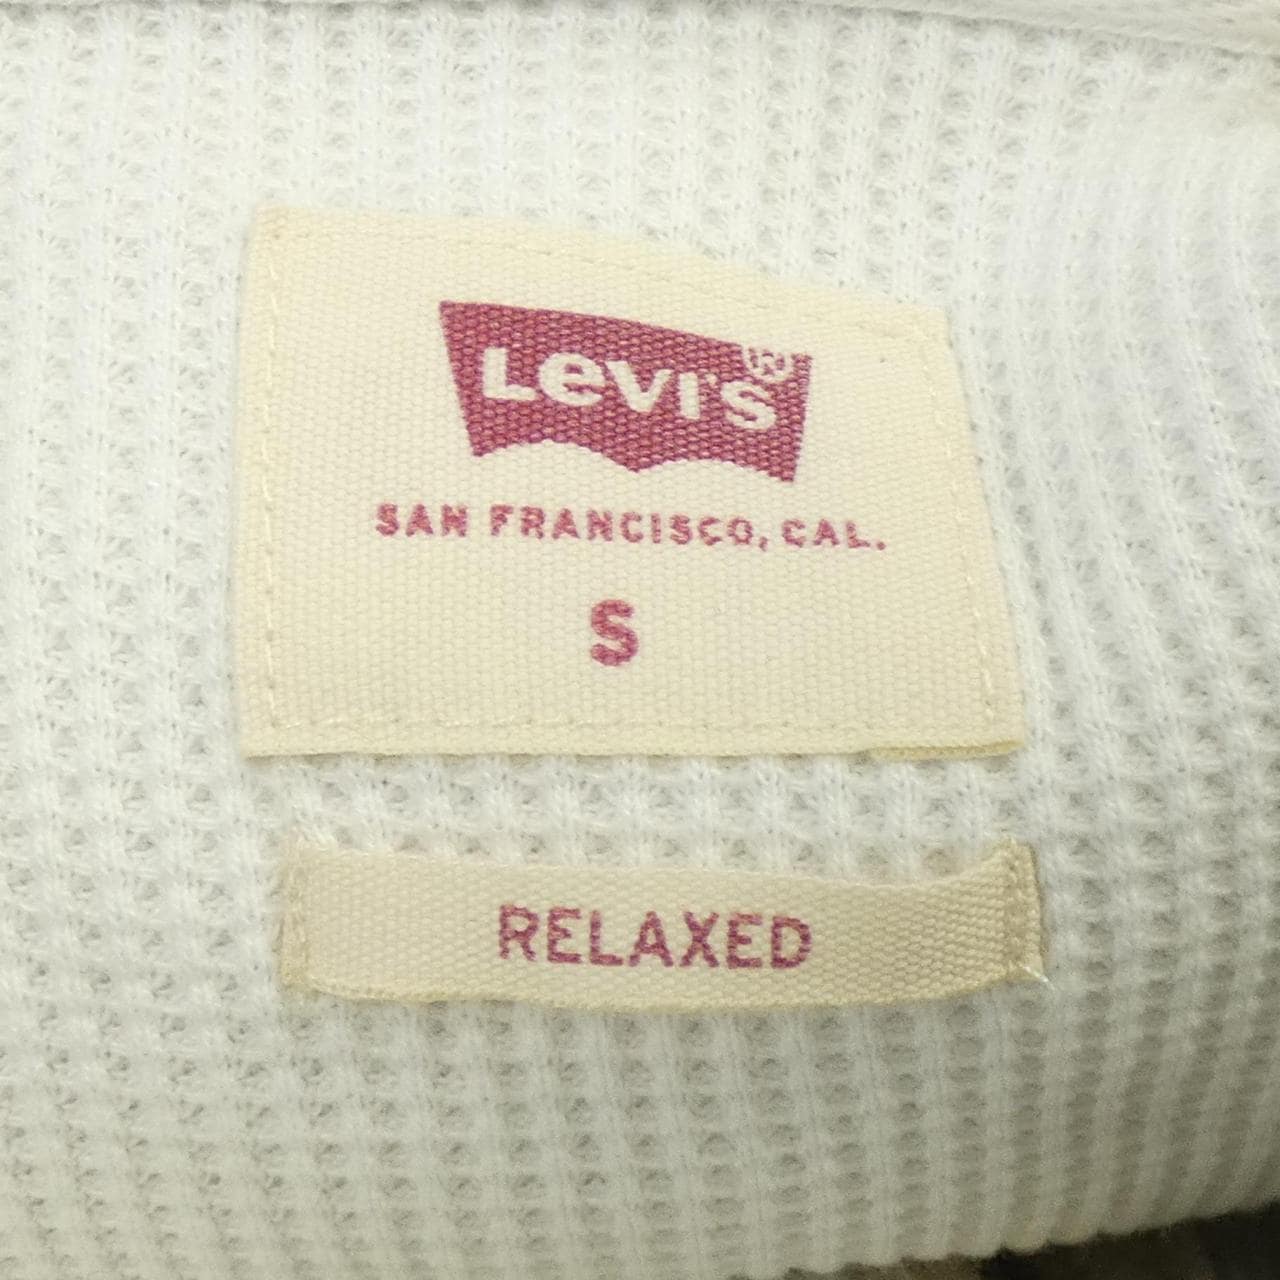 Levi's®
SAN FRANCISCO, CAL.
S
RELAXED